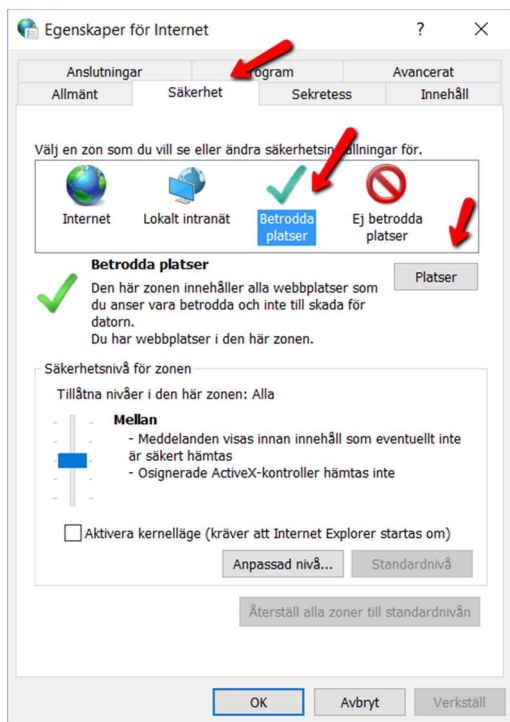 Egenskaper för Internet
Anslutningar Program Avancerat
Allmänt Säkerhet Sekretess Innehåll
Välj en zon som du vill se eller ändra säkerhetsinställningar för.
Internet Lokalt intranät Betrodda platser Ej betrodda platser
Betrodda platser
Platser
Den här zonen innehåller alla webbplatser som
du anser vara betrodda och inte till skada för
datorn.
Du har webbplatser i den här zonen.
Säkerhetsnivå för zonen
Tillåtna nivåer i den här zonen: Alla
Mellan
- Meddelanden visas innan innehåll som eventuellt inte
är säkert hämtas
- Osignerade ActiveX-kontroller hämtas inte
Aktivera kernelläge (kräver att Internet Explorer startas om)
Anpassad nivå... Standardnivå
Återställ alla zoner till standardnivån
OK Avbryt Verkställ